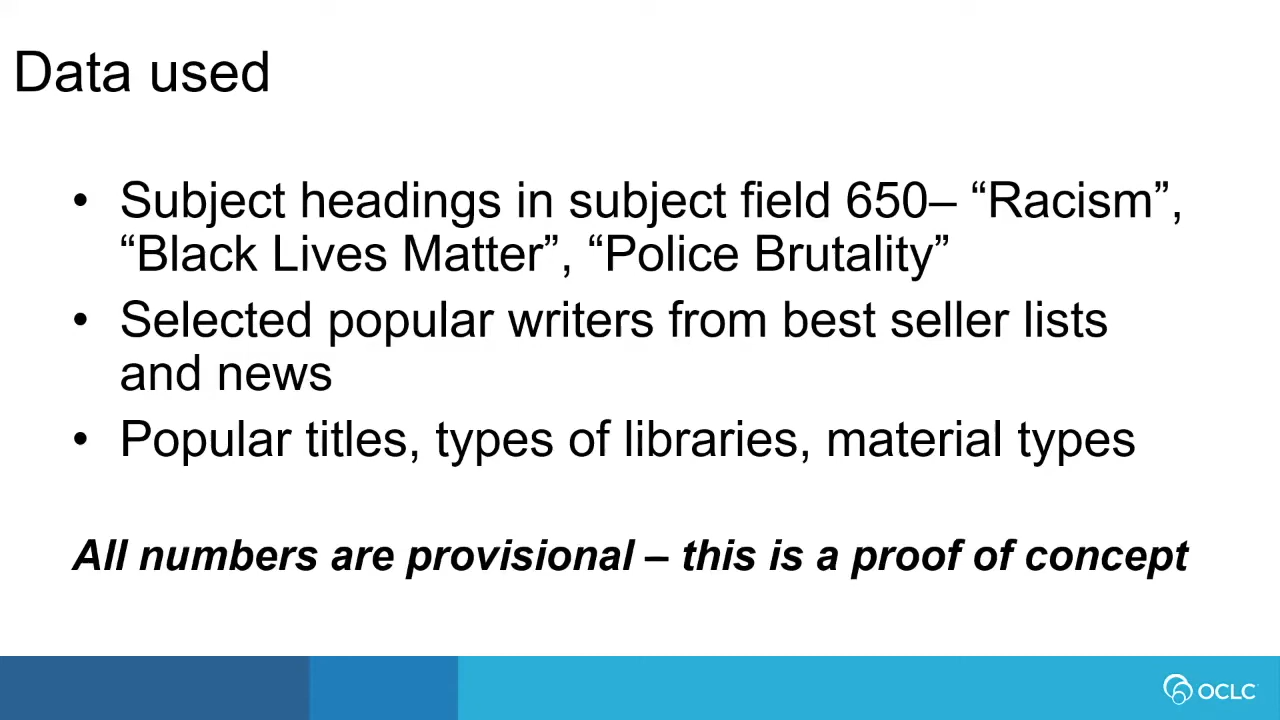 Data used
• Subject headings in subject field 650– “Racism”,
“Black Lives Matter”, “Police Brutality”
• Selected popular writers from best seller lists
and news
• Popular titles, types of libraries, material types
All numbers are provisional – this is a proof of concept
OCLC